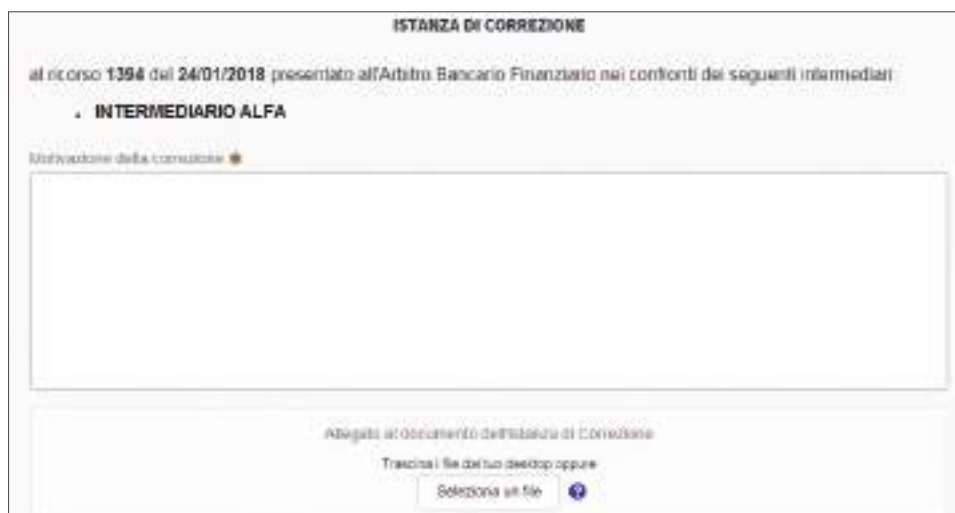 ISTANZA DI CORREZIONE
al ricorso 1394 del 24/01/2018 presentato all'Arbitro Bancario Finanziario nei confronti dei seguenti intermediari
• INTERMEDIARIO ALFA
Motivazione della correzione
Allegato al documento dell'Istanza di Correzione
Trascina i file dal tuo desktop oppure
Seleziona un file